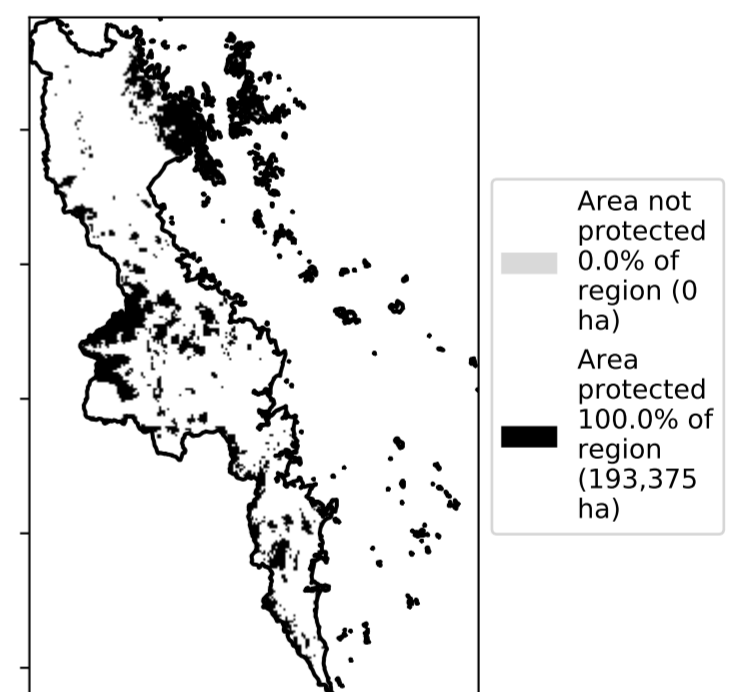 Area not
protected
0.0% of
region (0
ha)
Area
protected
100.0% of
region
(193,375
ha)